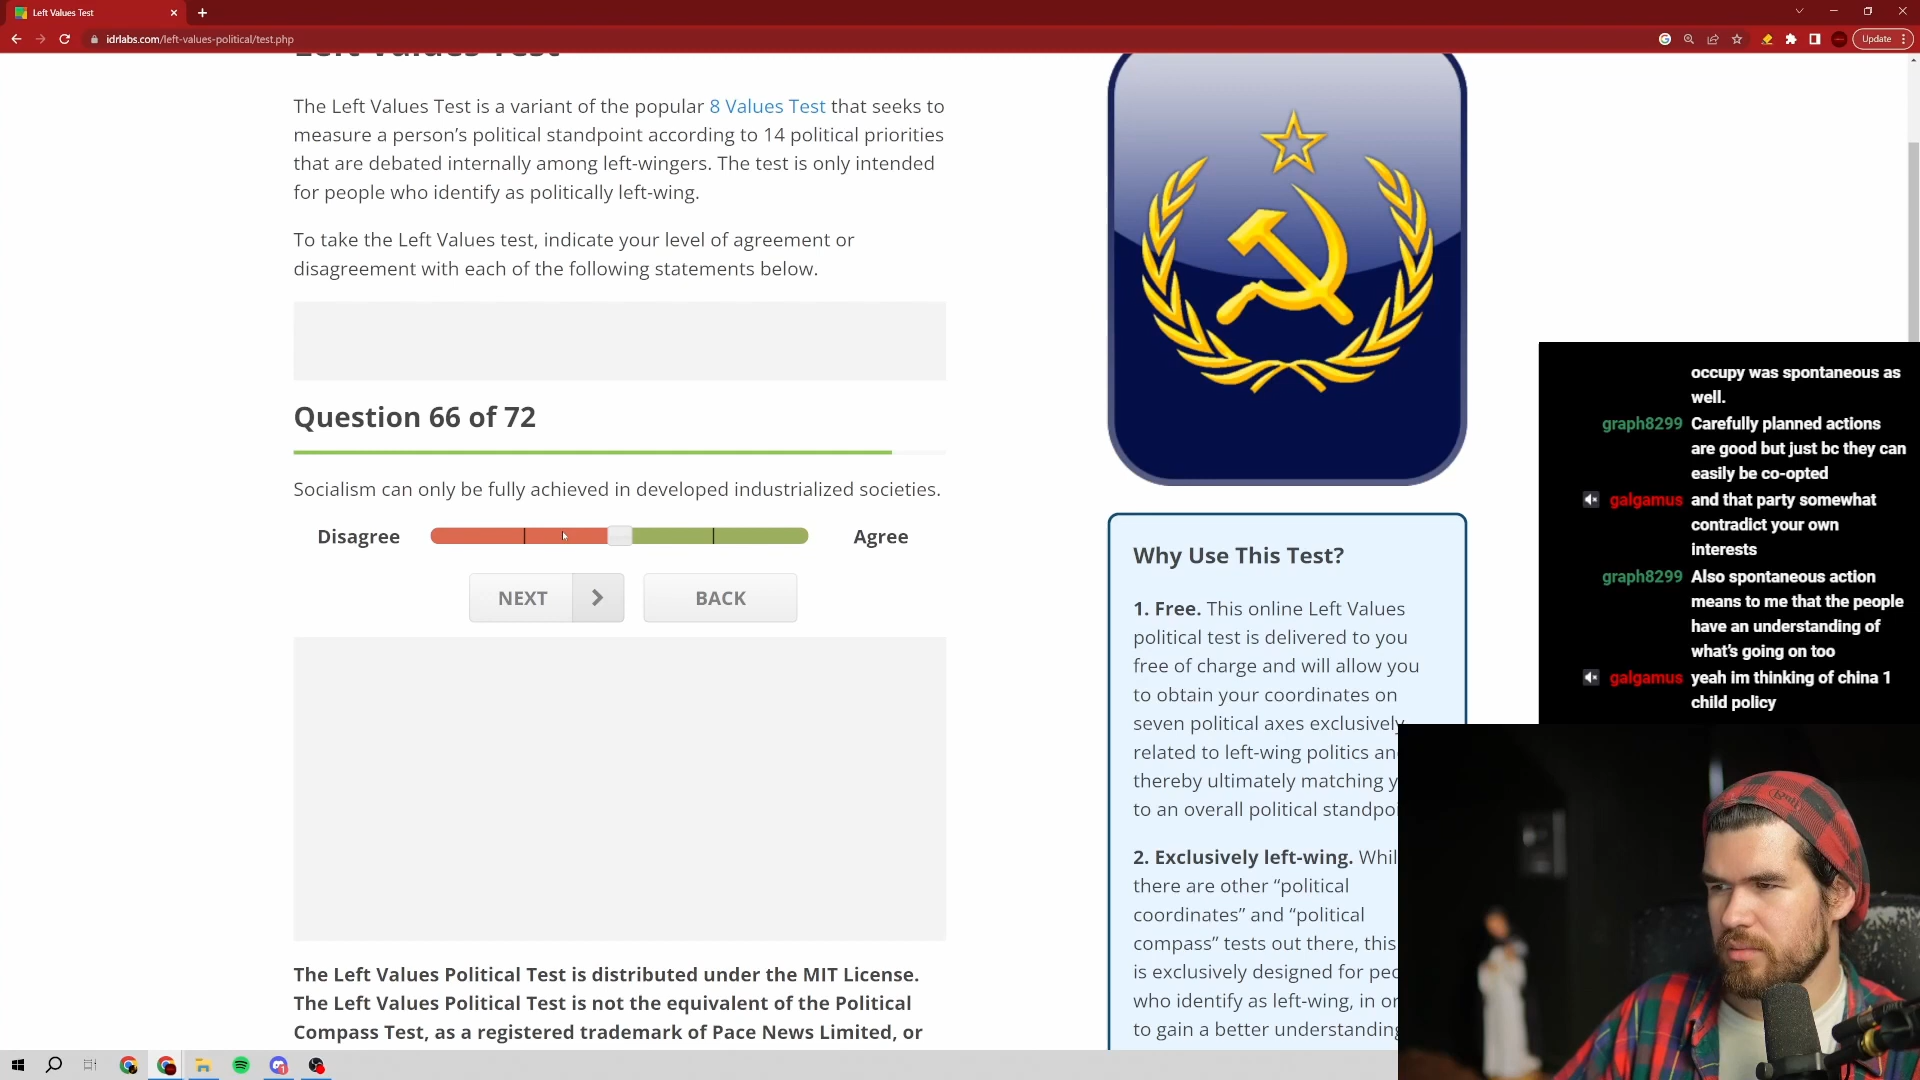 Left Values Test
idrlabs.com/left-values-political/test.php
Update
Left Values Test
The Left Values Test is a variant of the popular 8 Values Test that seeks to
measure a person's political standpoint according to 14 political priorities
that are debated internally among left-wingers. The test is only intended
for people who identify as politically left-wing.
To take the Left Values test, indicate your level of agreement or
disagreement with each of the following statements below.
Question 66 of 72
Socialism can only be fully achieved in developed industrialized societies.
Disagree
Agree
NEXT
BACK
The Left Values Political Test is distributed under the MIT License.
The Left Values Political Test is not the equivalent of the Political
Compass Test, as a registered trademark of Pace News Limited, or
Why Use This Test?
1. Free. This online Left Values
political test is delivered to you
free of charge and will allow you
to obtain your coordinates on
seven political axes exclusively
related to left-wing politics an
thereby ultimately matching y
to an overall political standpo
2. Exclusively left-wing. Whil
there are other “political
coordinates” and “political
compass” tests out there, this
is exclusively designed for peo
who identify as left-wing, in or
to gain a better understanding
occupy was spontaneous as
well.
graph8299 Carefully planned actions
are good but just bc they can
easily be co-opted
galgamus and that party somewhat
contradict your own
interests
graph8299 Also spontaneous action
means to me that the people
have an understanding of
what's going on too
galgamus yeah im thinking of china 1
child policy